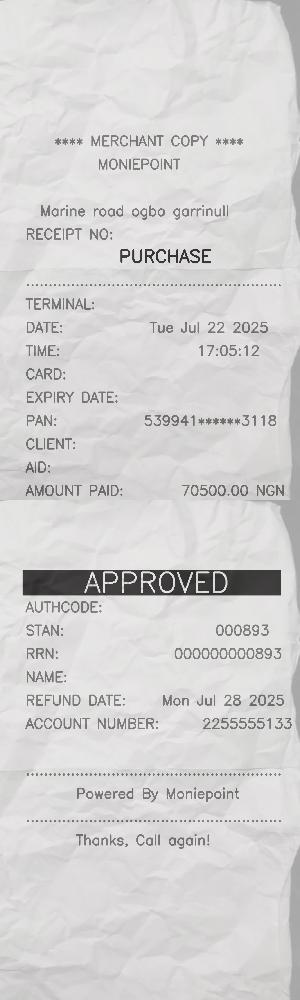 **** MERCHANT COPY ****
MONIEPOINT
Marine road ogbo garrinull
RECEIPT NO:
PURCHASE
TERMINAL:
DATE: Tue Jul 22 2025
TIME: 17:05:12
CARD:
EXPIRY DATE:
PAN: 539941******3118
CLIENT:
AID:
AMOUNT PAID: 70500.00 NGN
APPROVED
AUTHCODE:
STAN: 000893
RRN: 000000000893
NAME:
REFUND DATE: Mon Jul 28 2025
ACCOUNT NUMBER: 2255555133
Powered By Moniepoint
Thanks, Call again!